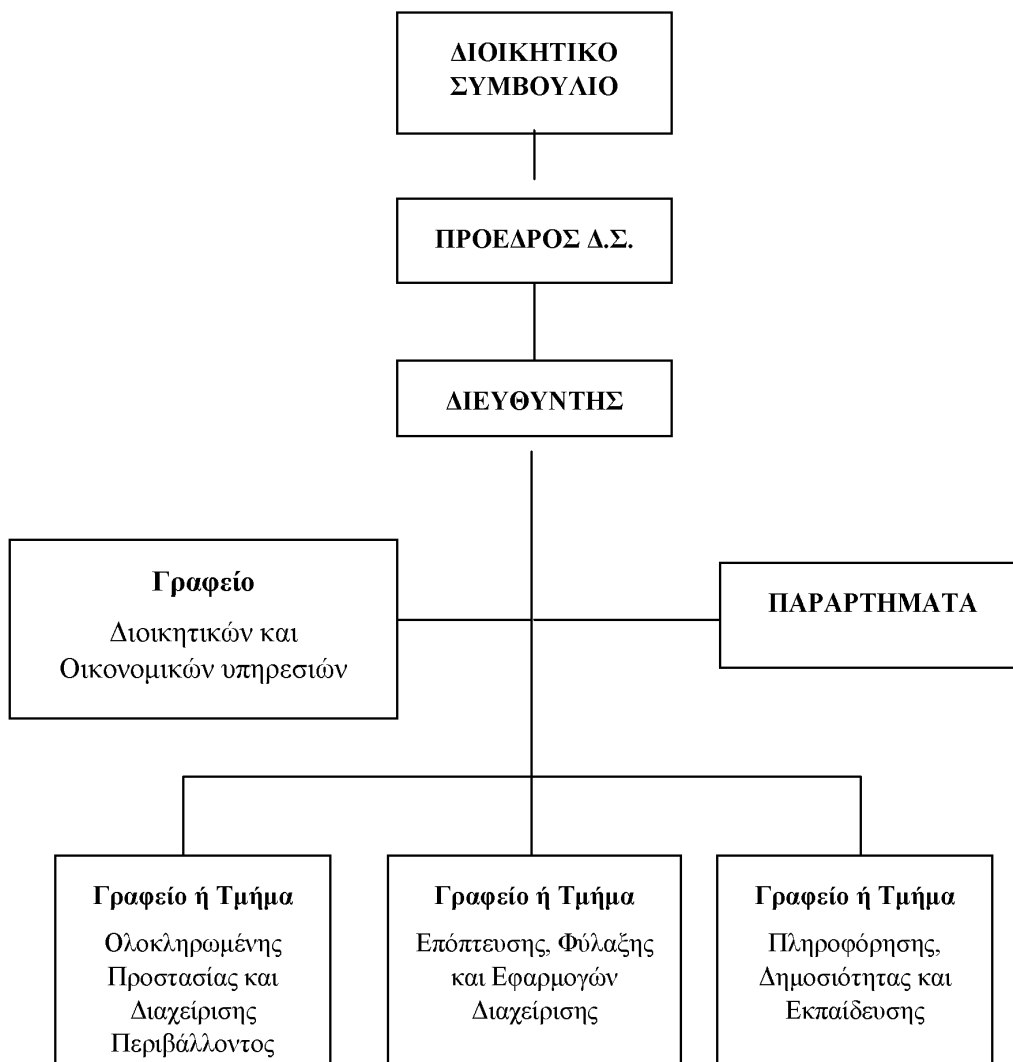 ΔΙΟΙΚΗΤΙΚΟ
ΣΥΜΒΟΥΛΙΟ
ΠΡΟΕΔΡΟΣ Δ.Σ.
ΔΙΕΥΘΥΝΤΗΣ
Γραφείο
Διοικητικών και
Οικονομικών υπηρεσιών
ΠΑΡΑΡΤΗΜΑΤΑ
Γραφείο ή Τμήμα
Ολοκληρωμένης
Προστασίας και
Διαχείρισης
Περιβάλλοντος
Γραφείο ή Τμήμα
Επόπτευσης, Φύλαξης
και Εφαρμογών
Διαχείρισης
Γραφείο ή Τμήμα
Πληροφόρησης,
Δημοσιότητας και
Εκπαίδευσης